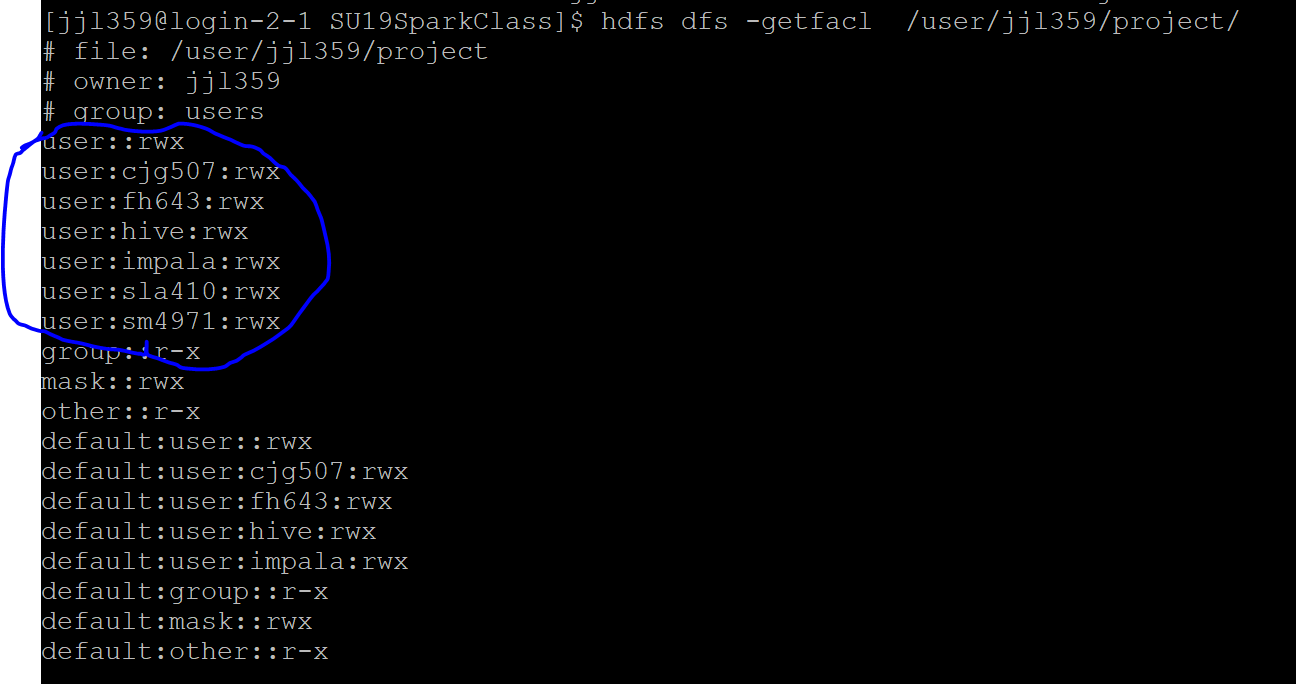 [jjl359@login-2-1 SU19SparkClass]$ hdfs dfs -getfacl  /user/jjl359/project/
# file: /user/jjl359/project
# owner: jjl359
# group: users
user::rwx
user:cjg507:rwx
user:fh643:rwx
user:hive:rwx
user:impala:rwx
user:sla410:rwx
user:sm4971:rwx
group::r-x
mask::rwx
other::r-x
default:user::rwx
default:user:cjg507:rwx
default:user:fh643:rwx
default:user:hive:rwx
default:user:impala:rwx
default:group::r-x
default:mask::rwx
default:other::r-x